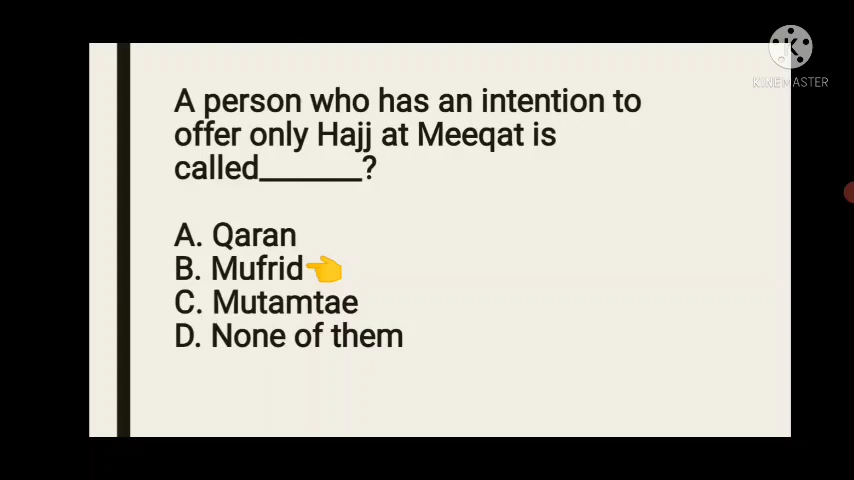 KINEMASTER
A person who has an intention to
offer only Hajj at Meeqat is
called_______?
A. Qaran
B. Mufrid👈
C. Mutamtae
D. None of them